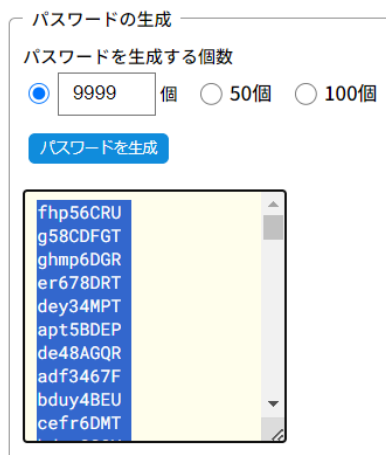 パスワードの生成
パスワードを生成する個数
9999 個 50個 100個
パスワードを生成
fhp56CRU
g58CDFGT
ghmp6DGR
er678DRT
dey34MPT
apt5BDEP
de48AGQR
adf3467F
bduy4BEU
cefr6DMT